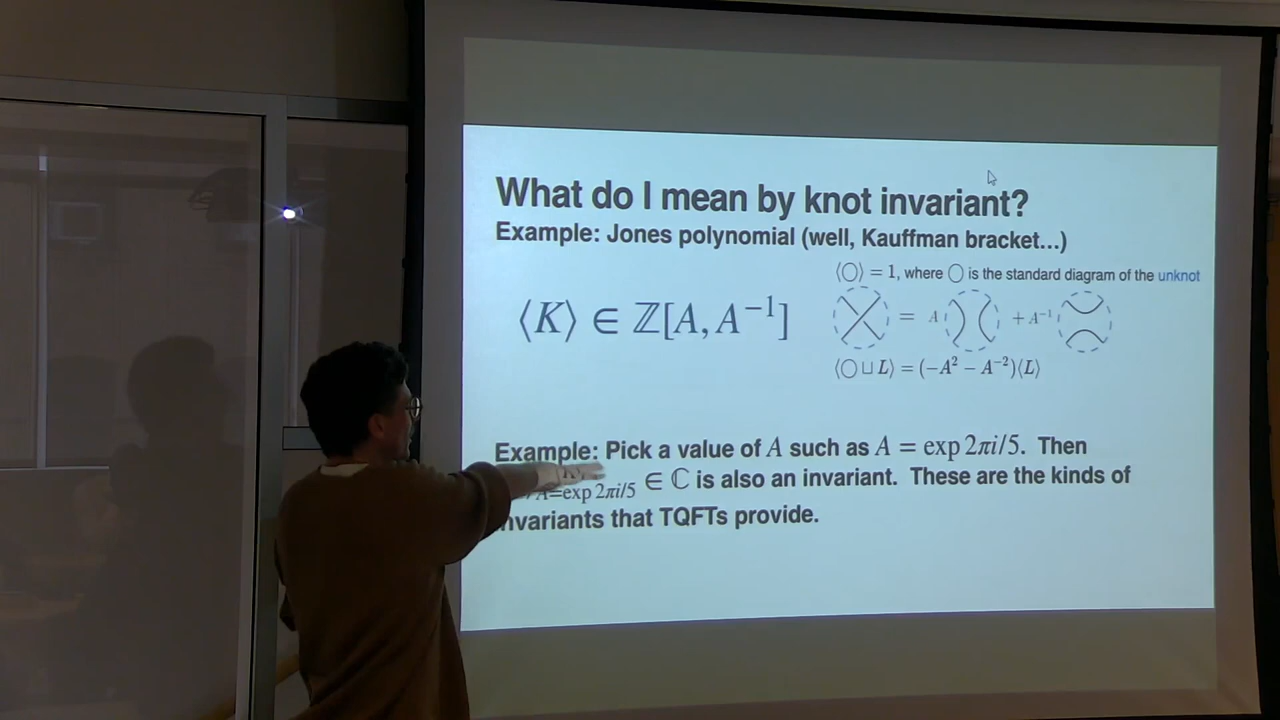 What do I mean by knot invariant?
Example: Jones polynomial (well, Kauffman bracket...)
⟨◯⟩ = 1, where ◯ is the standard diagram of the unknot
⟨K⟩ ∈ ℤ[A, A⁻¹]
= A + A⁻¹
⟨◯ ⊔ L⟩ = (−A² − A⁻²)⟨L⟩
Example: Pick a value of A such as A = exp 2πi/5. Then
A=exp 2πi/5 ∈ ℂ is also an invariant. These are the kinds of
invariants that TQFTs provide.